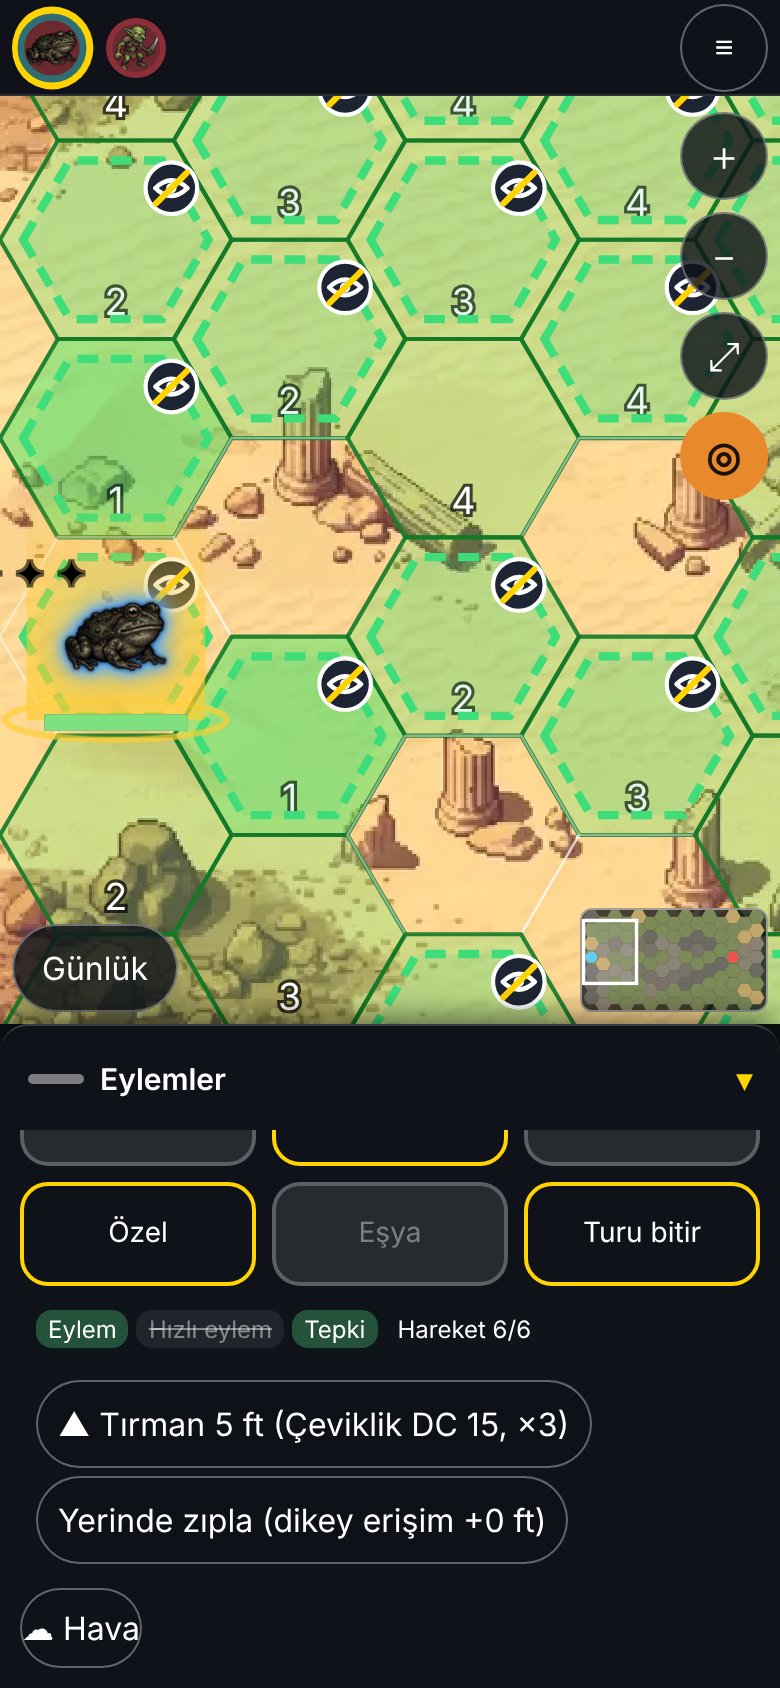 4
4
3
4
2
3
2
4
1
4
2
1
3
2
3
Günlük
Eylemler
Özel
Eşya
Turu bitir
Eylem
Hızlı eylem
Tepki
Hareket 6/6
▲ Tırman 5 ft (Çeviklik DC 15, ×3)
Yerinde zıpla (dikey erişim +0 ft)
☁ Hava